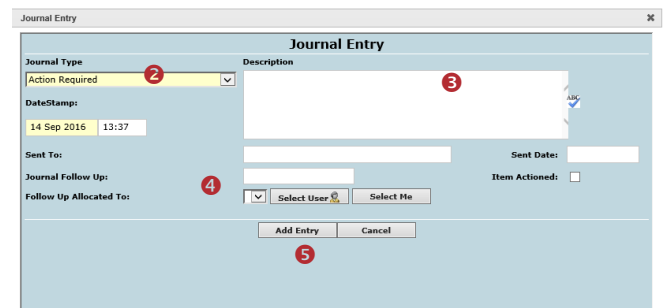 Journal Entry
Journal Entry
Journal Type Description
Action Required 2 3
ABC
DateStamp:
14 Sep 2016 13:37
Sent To: Sent Date:
Journal Follow Up: Item Actioned:
4
Follow Up Allocated To: Select User Select Me
Add Entry Cancel
5